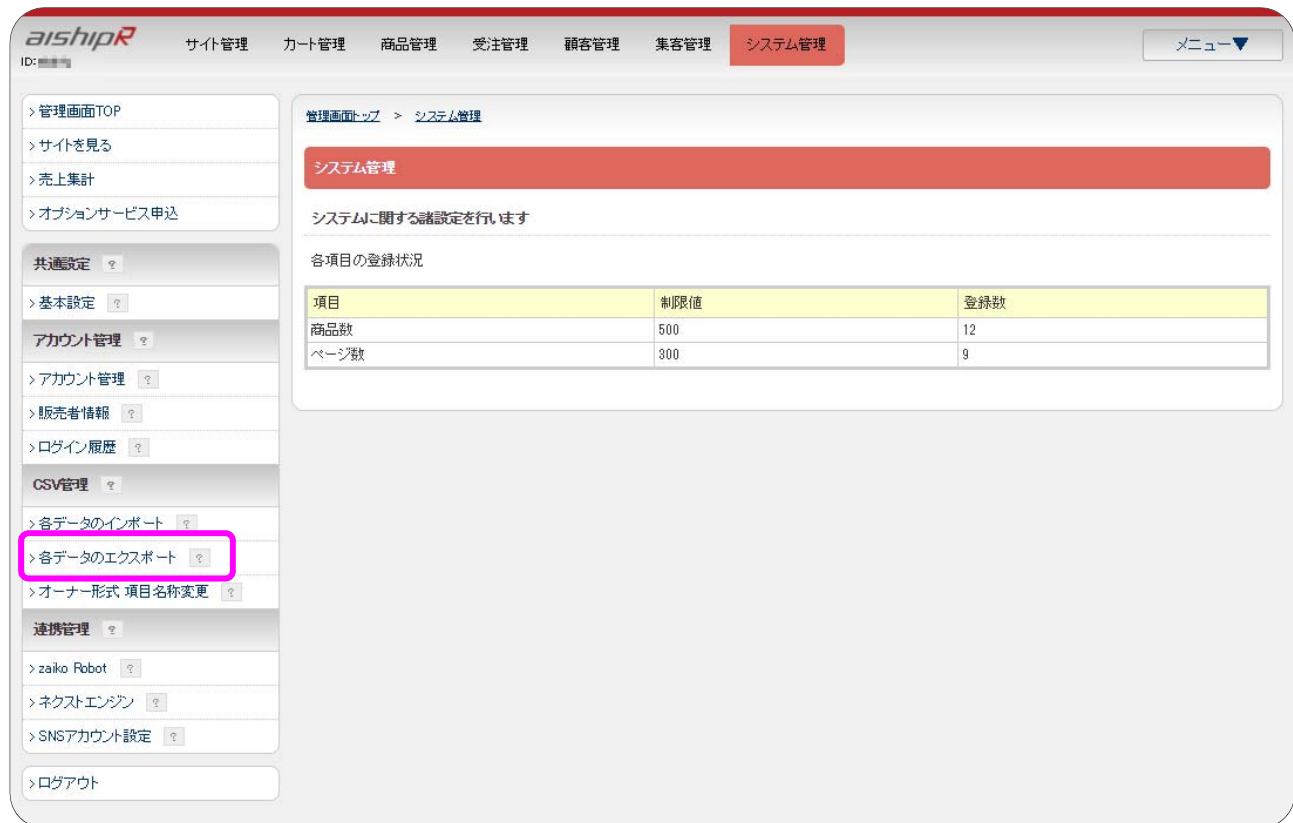 aishipR
ID:
サイト管理 カート管理 商品管理 受注管理 顧客管理 集客管理 システム管理 メニュー▼
>管理画面TOP
>サイトを見る
>売上集計
>オプションサービス申込
共通設定 ?
>基本設定 ?
アカウント管理 ?
>アカウント管理 ?
>販売者情報 ?
>ログイン履歴 ?
CSV管理 ?
>各データのインポート ?
>各データのエクスポート ?
>オーナー形式 項目名称変更 ?
連携管理 ?
>zaiko Robot ?
>ネクストエンジン ?
>SNSアカウント設定 ?
>ログアウト
管理画面トップ > システム管理
システム管理
システムに関する諸設定を行います
各項目の登録状況
項目 制限値 登録数
商品数 500 12
ページ数 300 9